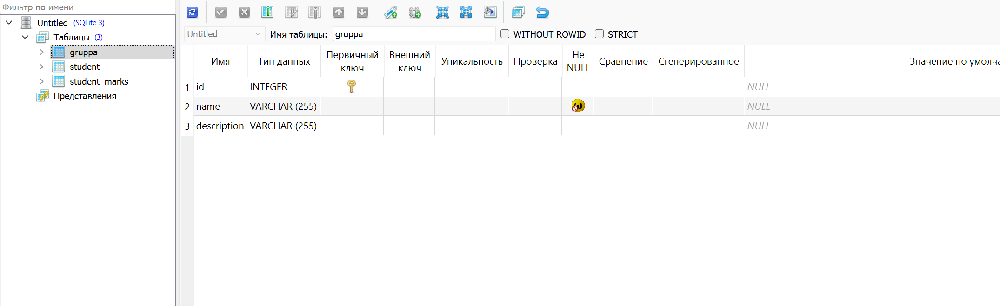 Фильтр по имени
Untitled (SQLite 3)
Таблицы (3)
gruppa
student
student_marks
Представления
Untitled Имя таблицы: gruppa WITHOUT ROWID STRICT
Имя Тип данных Первичный ключ Внешний ключ Уникальность Проверка Не NULL Сравнение Сгенерированное Значение по умолча
1 id INTEGER NULL
2 name VARCHAR (255) NULL
3 description VARCHAR (255) NULL